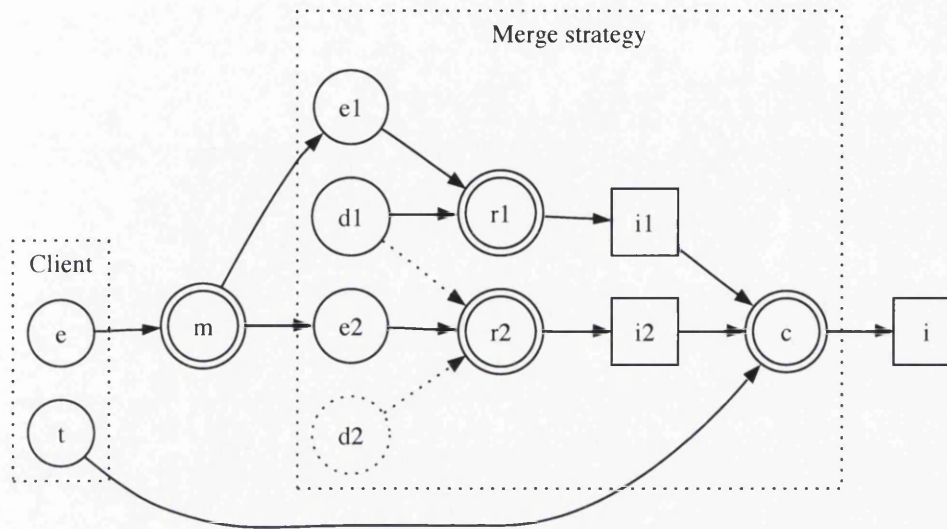 Merge strategy
e1
d1
r1
i1
Client
e
m
e2
r2
i2
c
i
t
d2